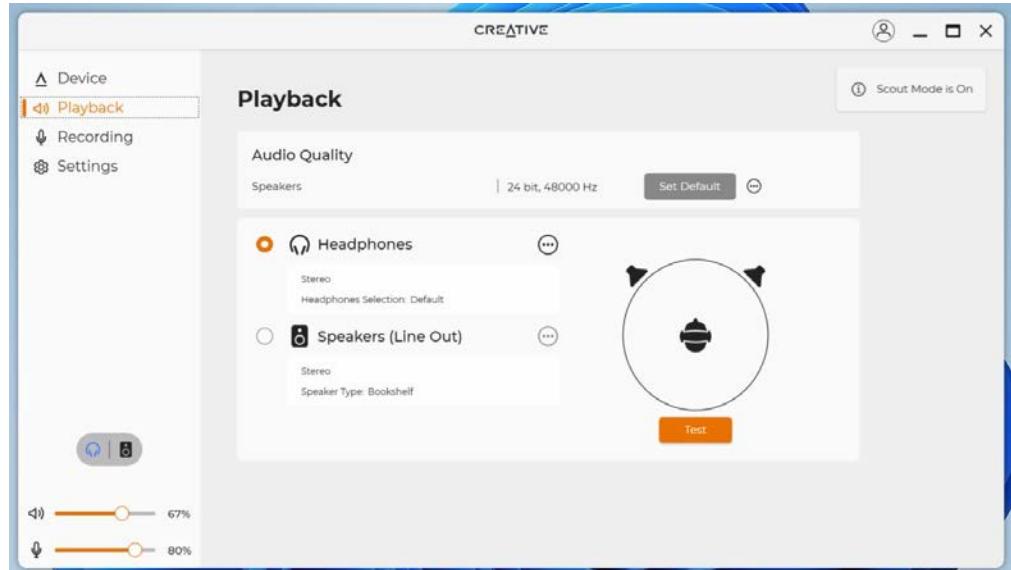 CREATIVE
Device
Playback
Recording
Settings
67%
80%
Playback
Scout Mode is On
Audio Quality
Speakers
24 bit, 48000 Hz
Set Default
Headphones
Stereo
Headphones Selection: Default
Speakers (Line Out)
Stereo
Speaker Type: Bookshelf
Test